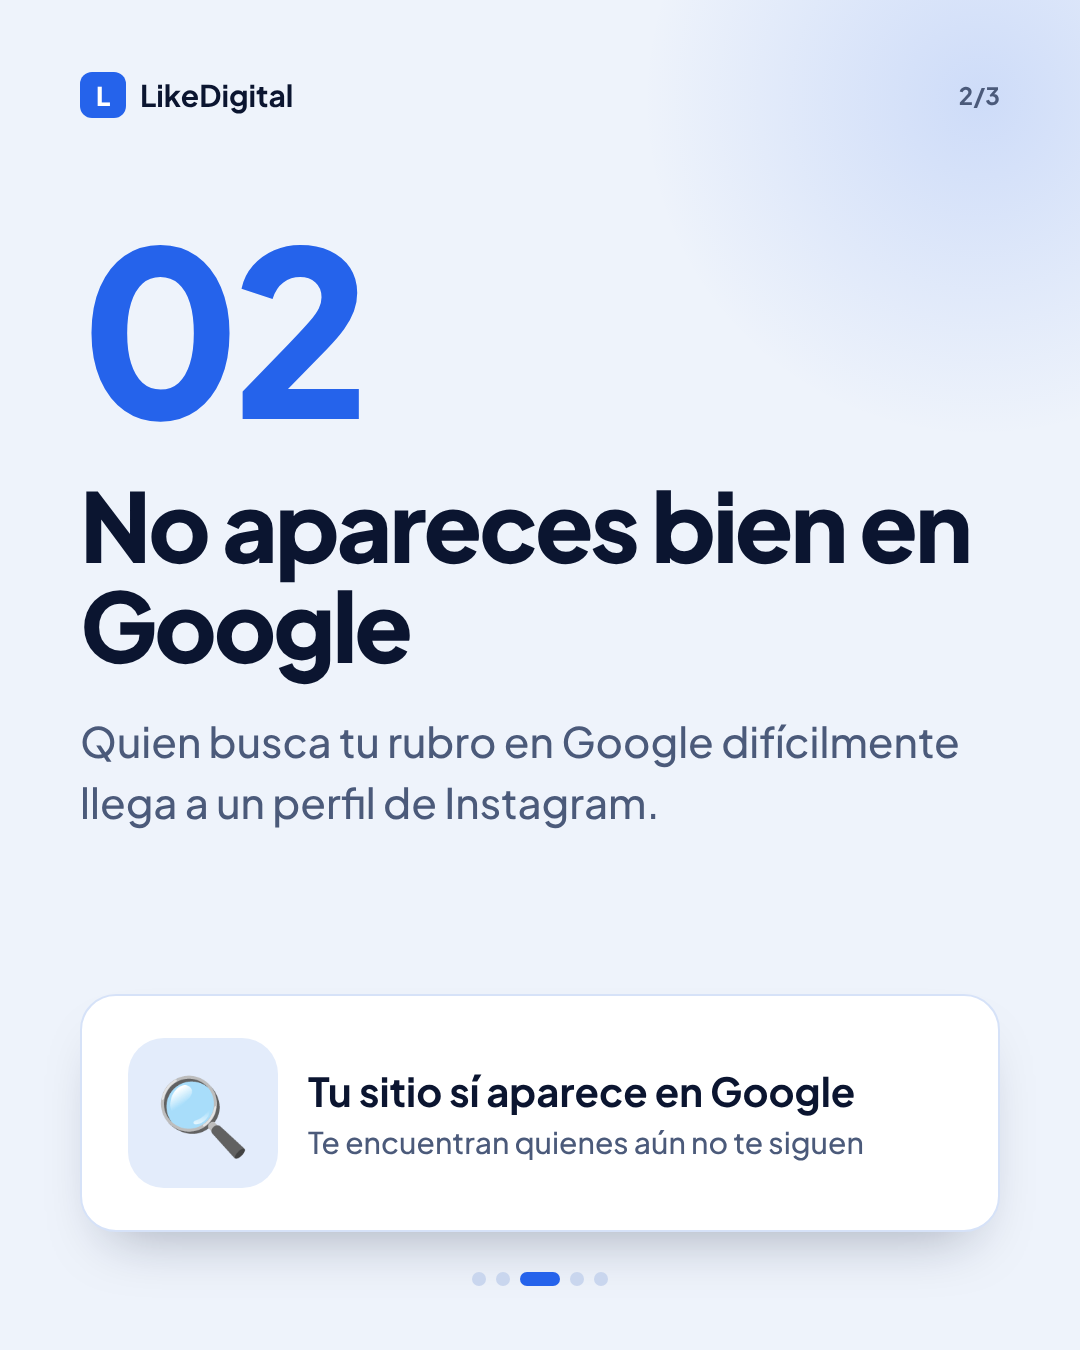 L LikeDigital
2/3
02
No apareces bien en
Google
Quien busca tu rubro en Google difícilmente
llega a un perfil de Instagram.
Tu sitio sí aparece en Google
Te encuentran quienes aún no te siguen